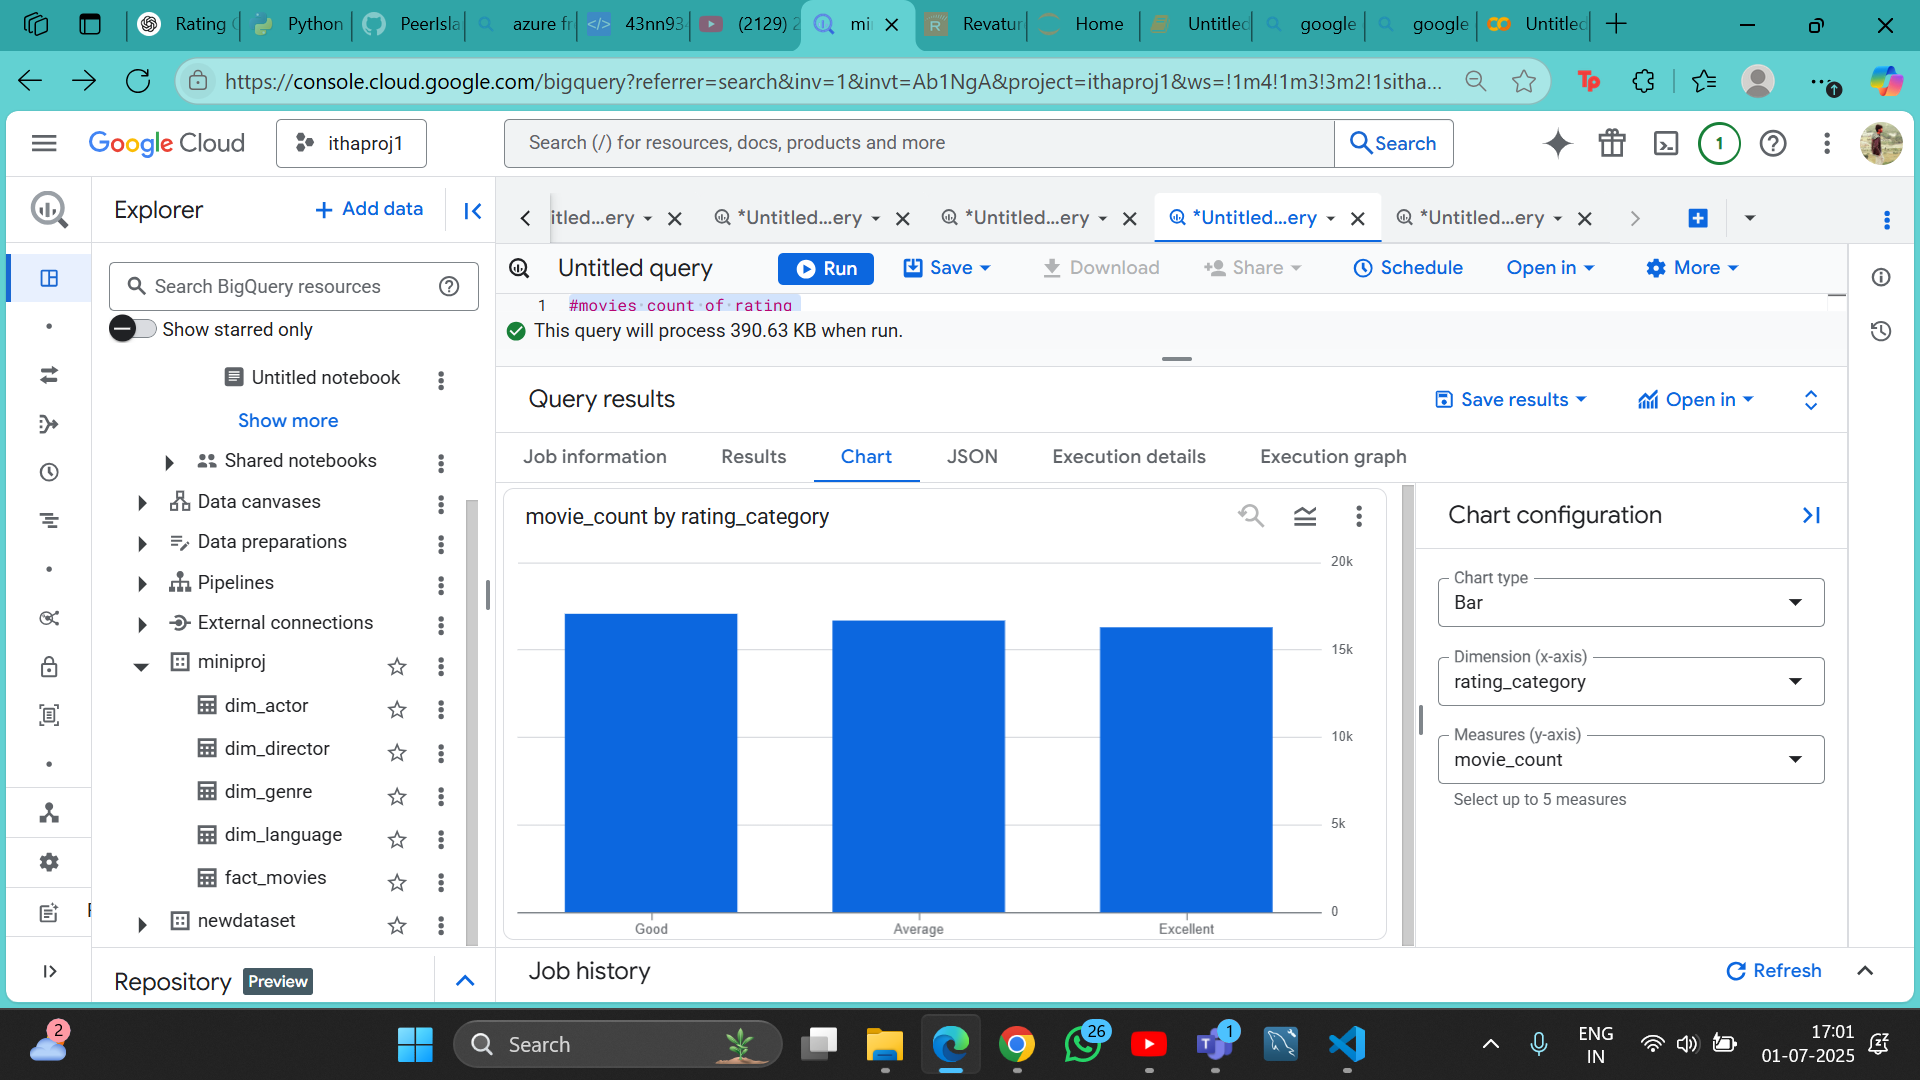 Rating (
Python
PeerIsla
azure fr
43nn934
(2129) 2
mi
Revatur
Home
Untitled
google
google
Untitled
https://console.cloud.google.com/bigquery?referrer=search&inv=1&invt=Ab1NgA&project=ithaproj1&ws=!1m4!1m3!3m2!1sitha...
Google Cloud
ithaproj1
Search (/) for resources, docs, products and more
Search
1
Explorer
+ Add data
itled...ery
*Untitled...ery
*Untitled...ery
*Untitled...ery
*Untitled...ery
Search BigQuery resources
Show starred only
Untitled query
Run
Save
Download
Share
Schedule
Open in
More
1 #movies count of rating
This query will process 390.63 KB when run.
Untitled notebook
Show more
Shared notebooks
Data canvases
Data preparations
Pipelines
External connections
miniproj
dim_actor
dim_director
dim_genre
dim_language
fact_movies
newdataset
Repository Preview
Query results
Save results
Open in
Job information
Results
Chart
JSON
Execution details
Execution graph
movie_count by rating_category
20k
15k
10k
5k
0
Good
Average
Excellent
Chart configuration
Chart type
Bar
Dimension (x-axis)
rating_category
Measures (y-axis)
movie_count
Select up to 5 measures
Job history
Refresh
2
Search
26
1
ENG
IN
17:01
01-07-2025